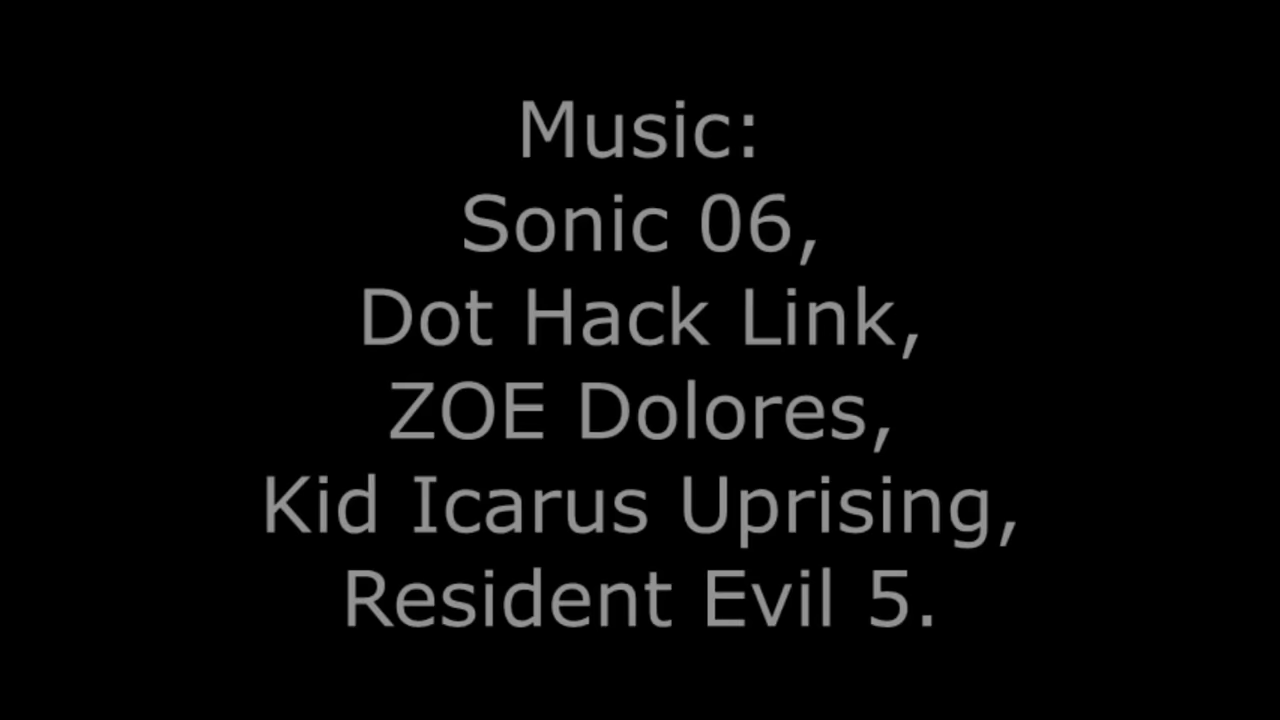 Music:
Sonic 06,
Dot Hack Link,
ZOE Dolores,
Kid Icarus Uprising,
Resident Evil 5.